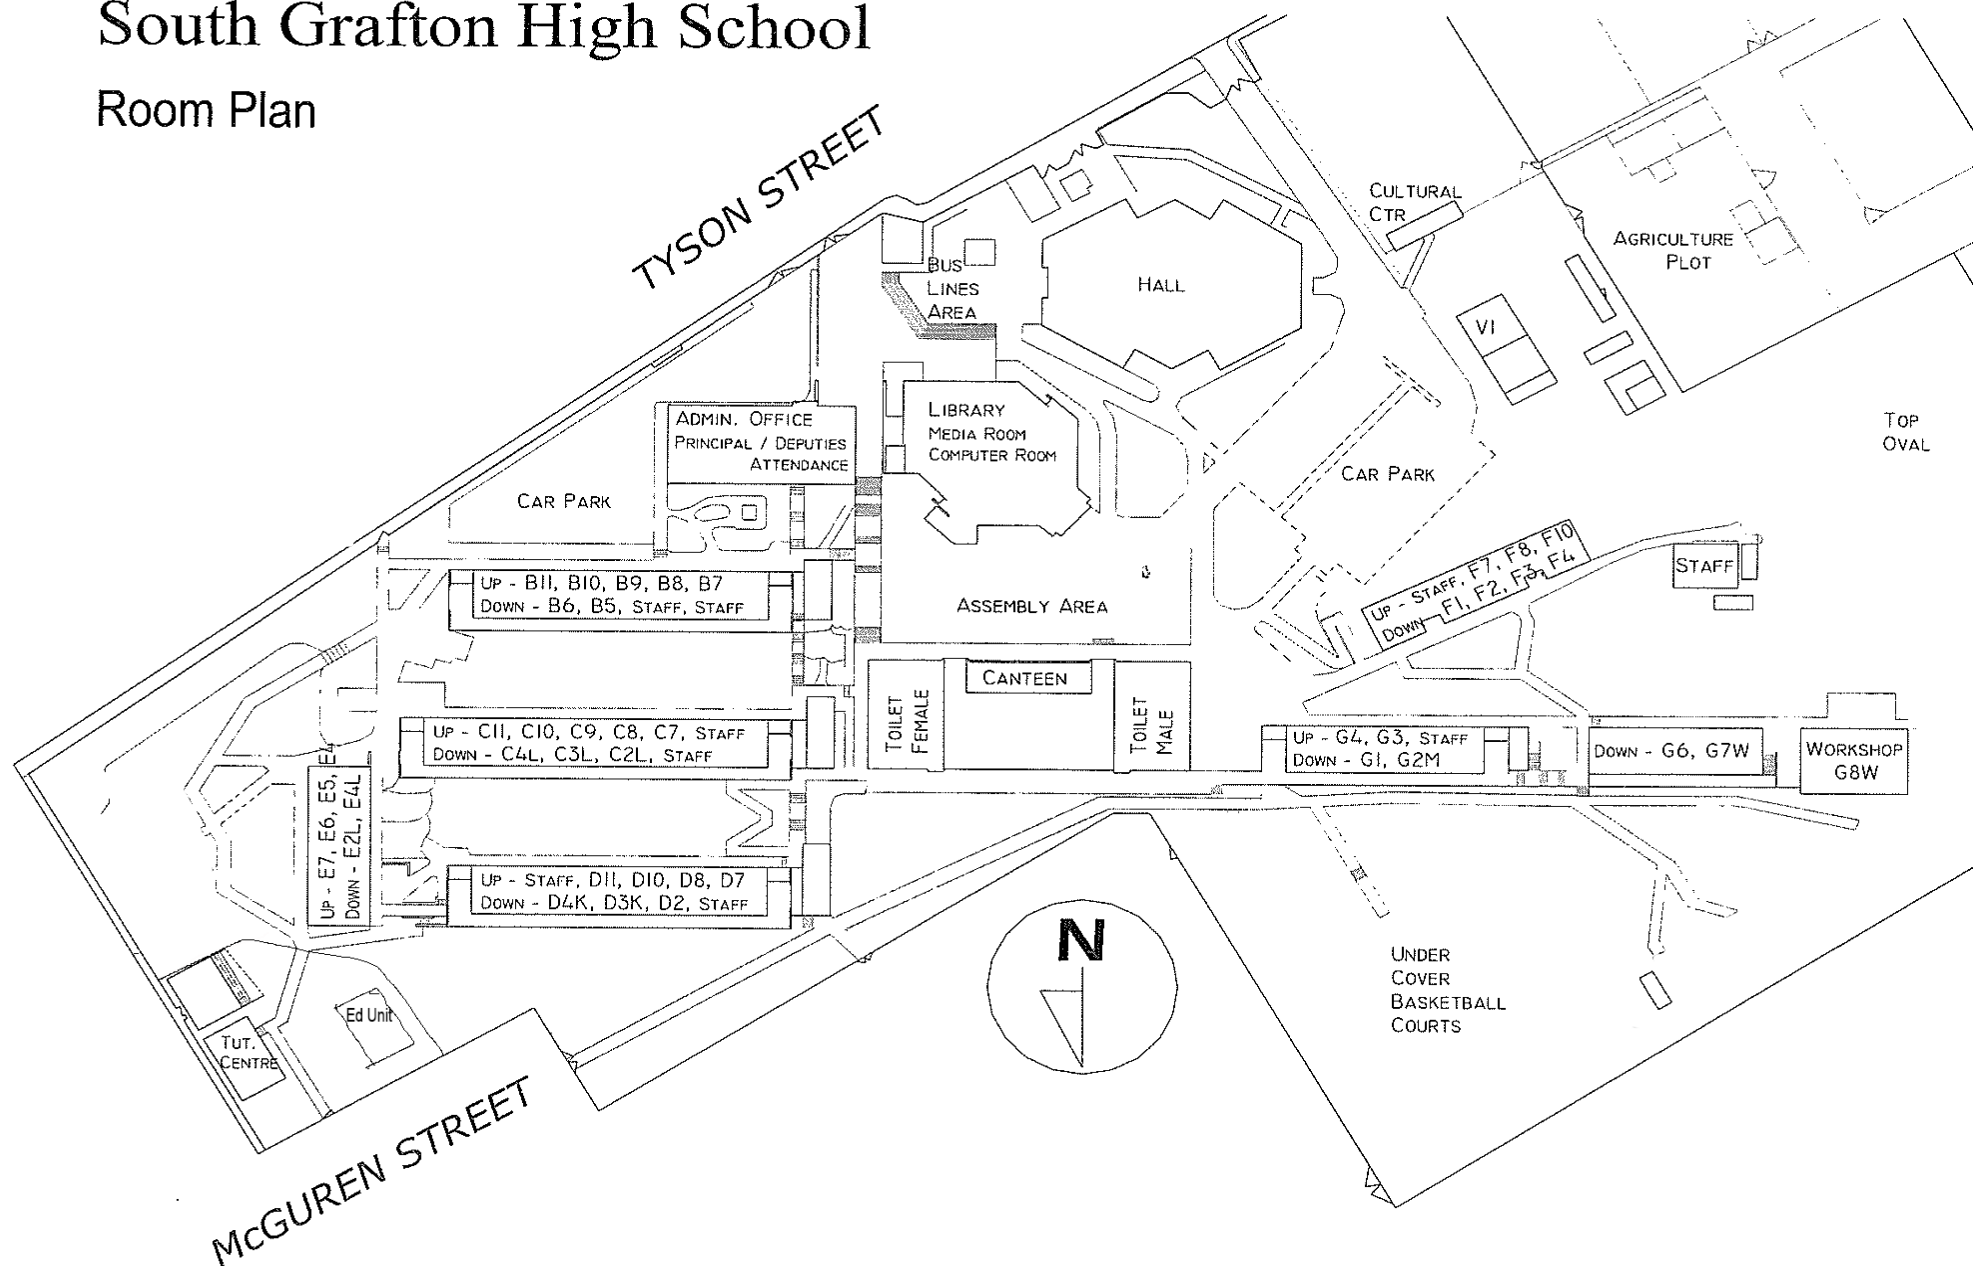 South Grafton High School
Room Plan
TYSON STREET
CULTURAL
CTR
AGRICULTURE
PLOT
BUS
LINES
AREA
HALL
V1
TOP
OVAL
ADMIN. OFFICE
PRINCIPAL / DEPUTIES
ATTENDANCE
LIBRARY
MEDIA ROOM
COMPUTER ROOM
CAR PARK
CAR PARK
UP - STAFF, F7, F8, F10
DOWN - F1, F2, F3, F4
STAFF
UP - B11, B10, B9, B8, B7
DOWN - B6, B5, STAFF, STAFF
ASSEMBLY AREA
CANTEEN
TOILET
FEMALE
TOILET
MALE
UP - C11, C10, C9, C8, C7, STAFF
DOWN - C4L, C3L, C2L, STAFF
UP - G4, G3, STAFF
DOWN - G1, G2M
DOWN - G6, G7W
WORKSHOP
G8W
UP - E7, E6, E5,
DOWN - E2L, E4L
UP - STAFF, D11, D10, D8, D7
DOWN - D4K, D3K, D2, STAFF
N
UNDER
COVER
BASKETBALL
COURTS
Ed Unit
TUT.
CENTRE
McGUREN STREET